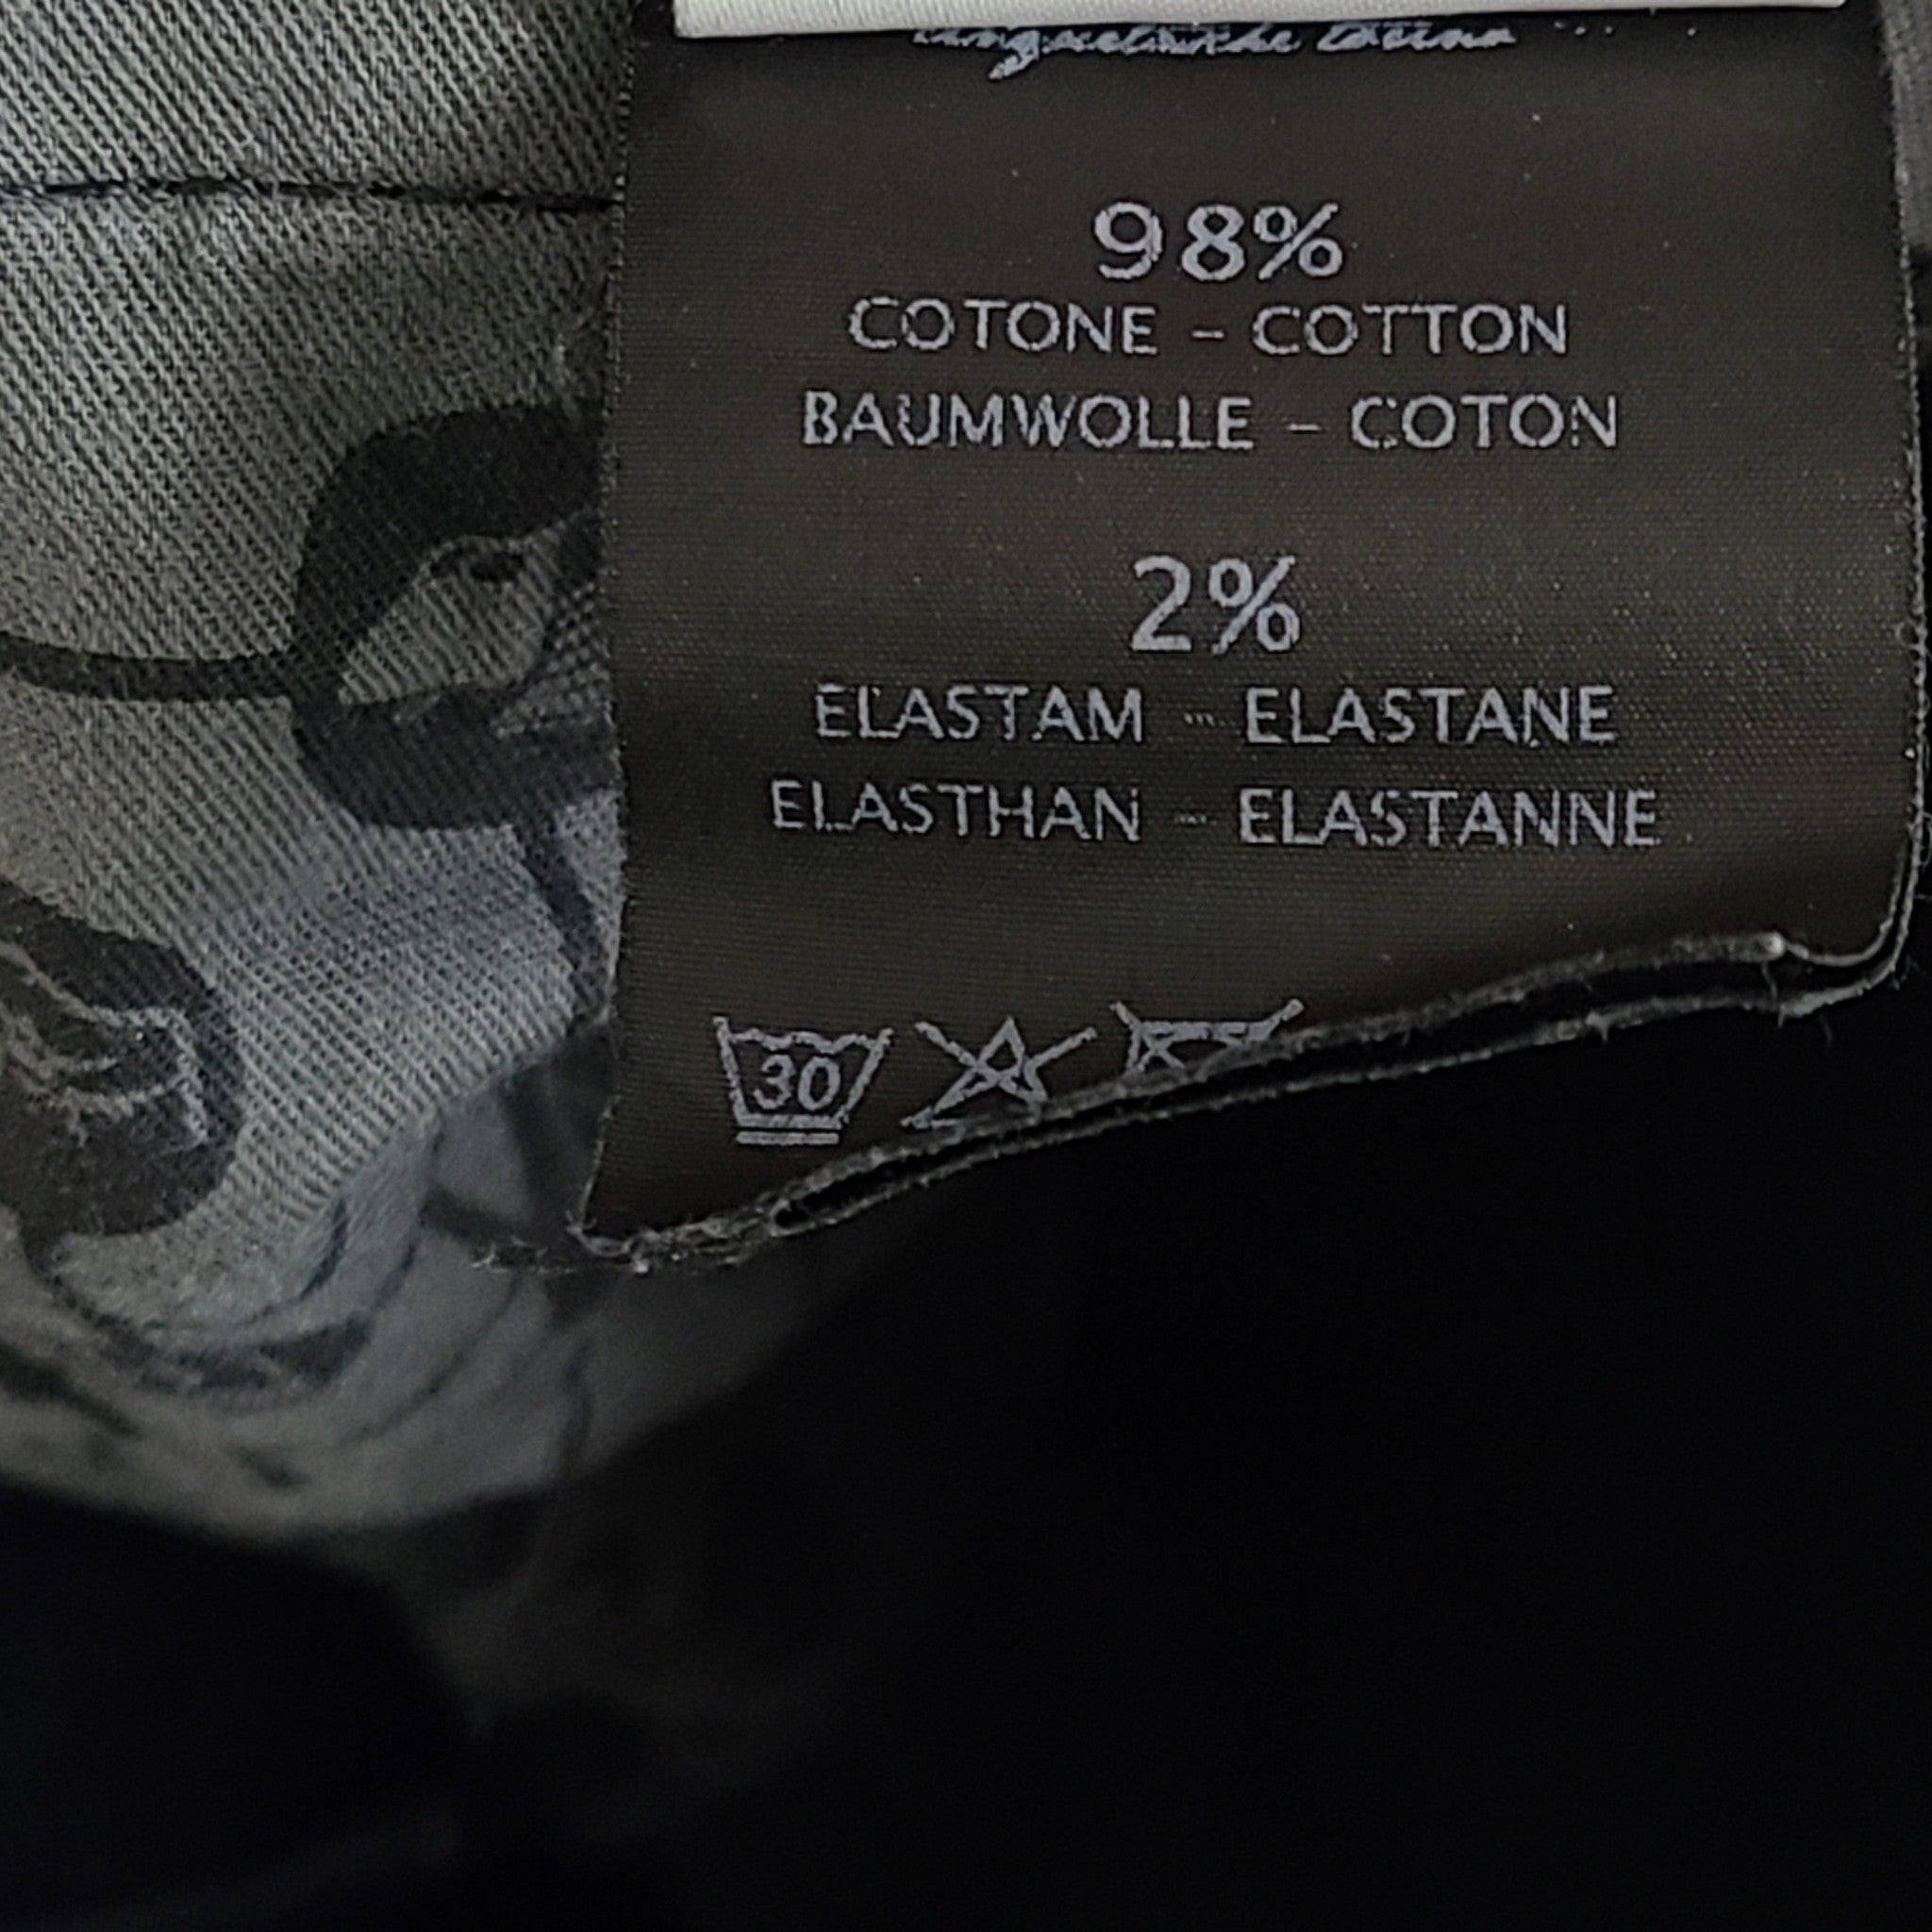 98%
COTONE - COTTON
BAUMWOLLE - COTON
2%
ELASTAM - ELASTANE
ELASTHAN - ELASTANNE
30